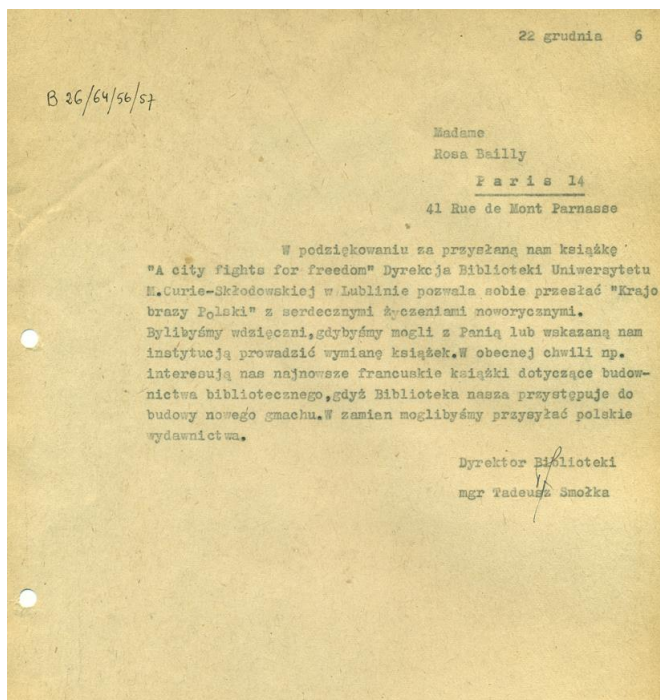 22 grudnia 6
B 26/64/56/57
Madame
Rosa Bailly
Paris 14
41 Rue de Mont Parnasse
W podziękowaniu za przysłaną nam książkę
"A city fights for freedom" Dyrekcja Biblioteki Uniwersytetu
M.Curie-Skłodowskiej w Lublinie pozwala sobie przesłać "Krajo
brazy Polski" z serdecznymi życzeniami noworycznymi.
Bylibyśmy wdzięczni,gdybyśmy mogli z Panią lub wskazaną nam
instytucją prowadzić wymianę książek.W obecnej chwili np.
interesują nas najnowsze francuskie książki dotyczące budow-
nictwa bibliotecznego,gdyż Biblioteka nasza przystępuje do
budowy nowego gmachu.W zamian moglibyśmy przysyłać polskie
wydawnictwa.
Dyrektor Biblioteki
mgr Tadeusz Smołka